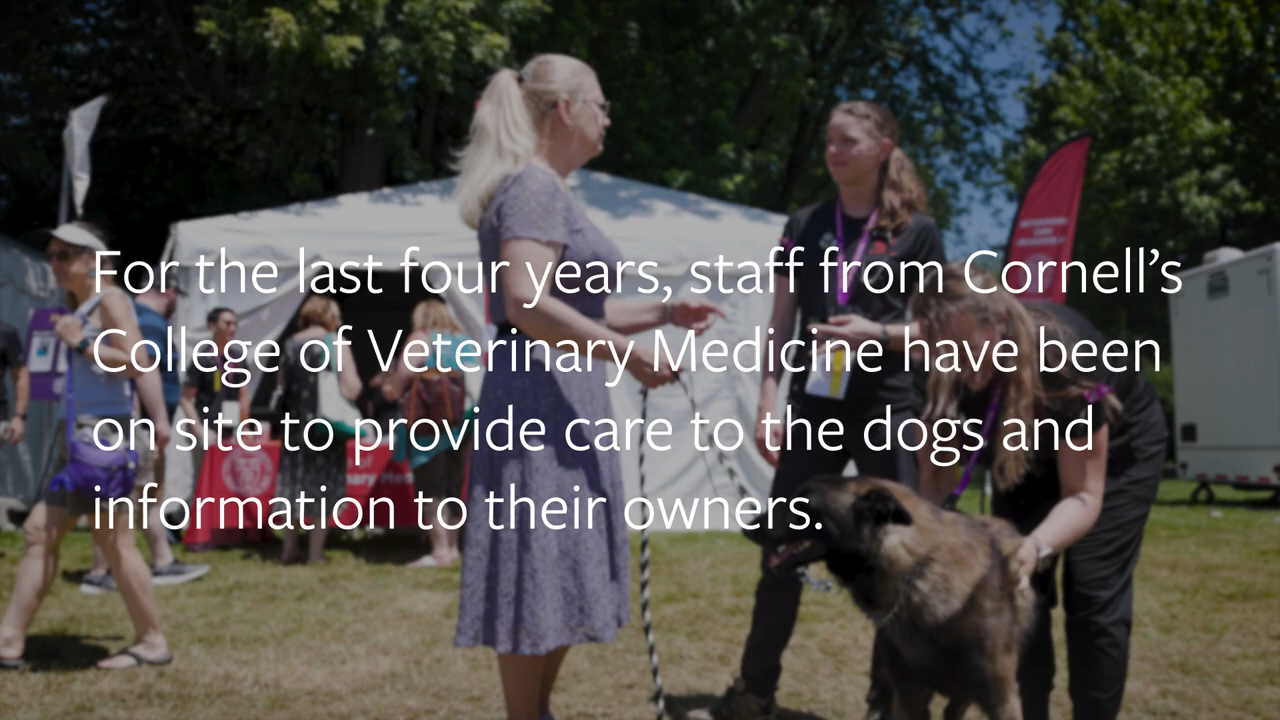 For the last four years, staff from Cornell’s
College of Veterinary Medicine have been
on site to provide care to the dogs and
information to their owners.